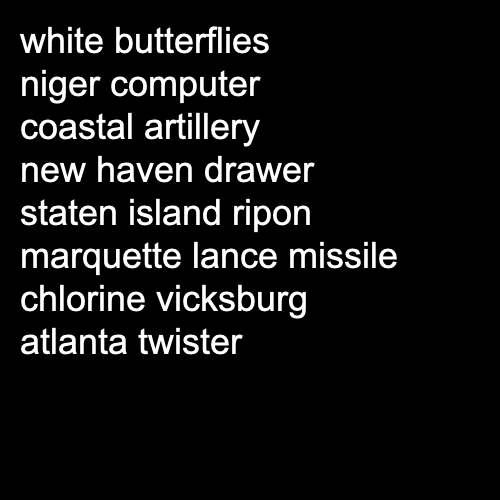 white butterflies
niger computer
coastal artillery
new haven drawer
staten island ripon
marquette lance missile
chlorine vicksburg
atlanta twister